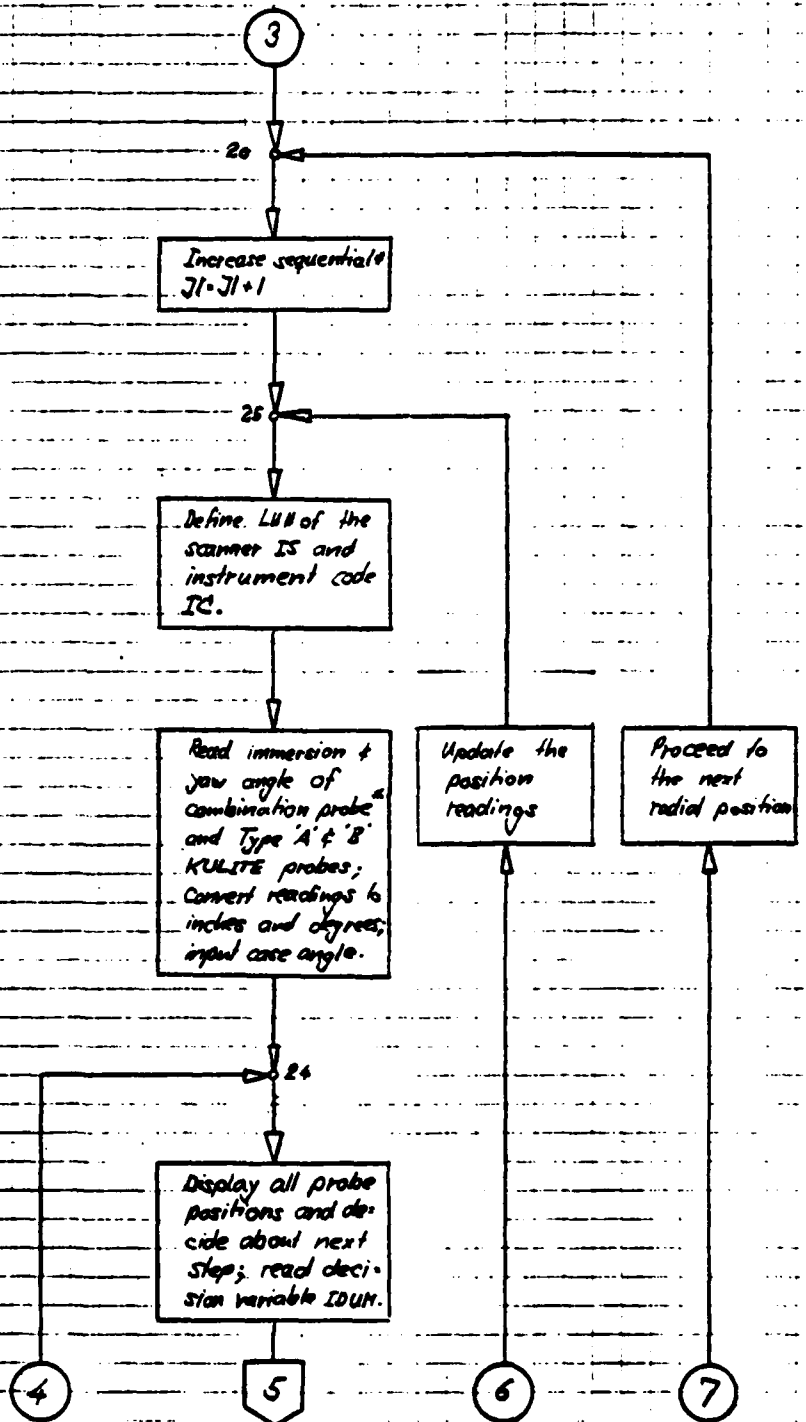 3
20
Increase sequential #
J1=J1+1
25
Define LUN of the
scanner IS and
instrument code
IC.
Read immersion &
yaw angle of
combination probe
and Type 'A' & 'B'
KULITE probes;
Convert readings to
inches and degrees,
input case angle.
Update the
position
readings
Proceed to
the next
radial position
24
Display all probe
positions and de-
cide about next
step; read deci-
sion variable IDUM.
4
5
6
7